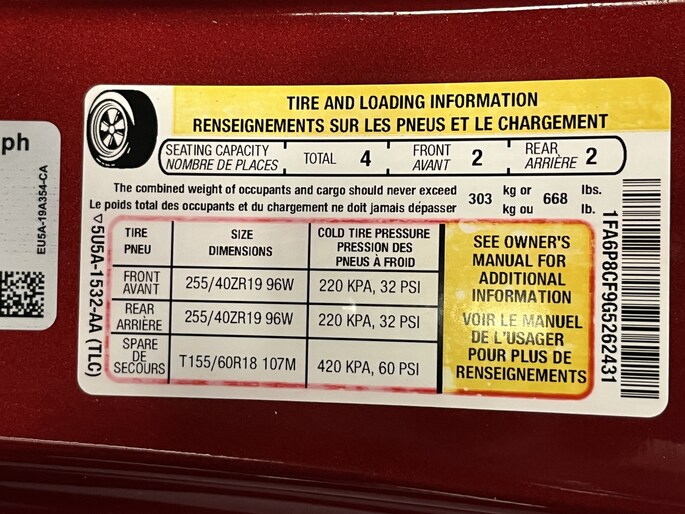 ph
EU5A-19A354-CA
TIRE AND LOADING INFORMATION
RENSEIGNEMENTS SUR LES PNEUS ET LE CHARGEMENT
SEATING CAPACITY
NOMBRE DE PLACES
TOTAL 4
FRONT
AVANT 2
REAR
ARRIÈRE 2
The combined weight of occupants and cargo should never exceed 303 kg or 668 lbs.
Le poids total des occupants et du chargement ne doit jamais dépasser kg ou lb.
▽5U5A-1532-AA (TLC)
TIRE
PNEU
SIZE
DIMENSIONS
COLD TIRE PRESSURE
PRESSION DES
PNEUS À FROID
FRONT
AVANT
255/40ZR19 96W
220 KPA, 32 PSI
REAR
ARRIÈRE
255/40ZR19 96W
220 KPA, 32 PSI
SPARE
DE
SECOURS
T155/60R18 107M
420 KPA, 60 PSI
SEE OWNER'S
MANUAL FOR
ADDITIONAL
INFORMATION
VOIR LE MANUEL
DE L'USAGER
POUR PLUS DE
RENSEIGNEMENTS
1FA6P8CF9G5262431